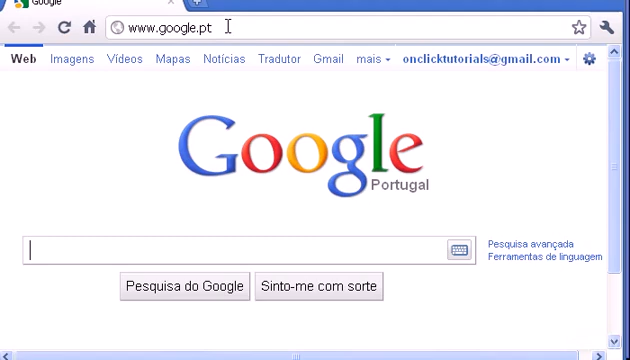 Google
www.google.pt
Web Imagens Vídeos Mapas Notícias Tradutor Gmail mais onclicktutorials@gmail.com
Google
Portugal
Pesquisa avançada
Ferramentas de linguagem
Pesquisa do Google Sinto-me com sorte